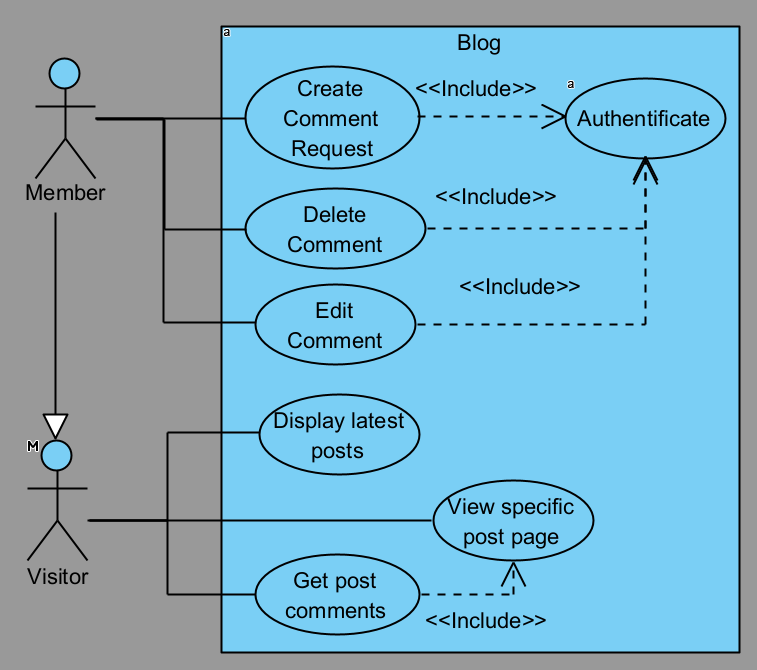 a
Blog
Create
Comment
Request
<<Include>>
a
Authentificate
Member
Delete
Comment
<<Include>>
Edit
Comment
<<Include>>
Display latest
posts
M
View specific
post page
Visitor
Get post
comments
<<Include>>